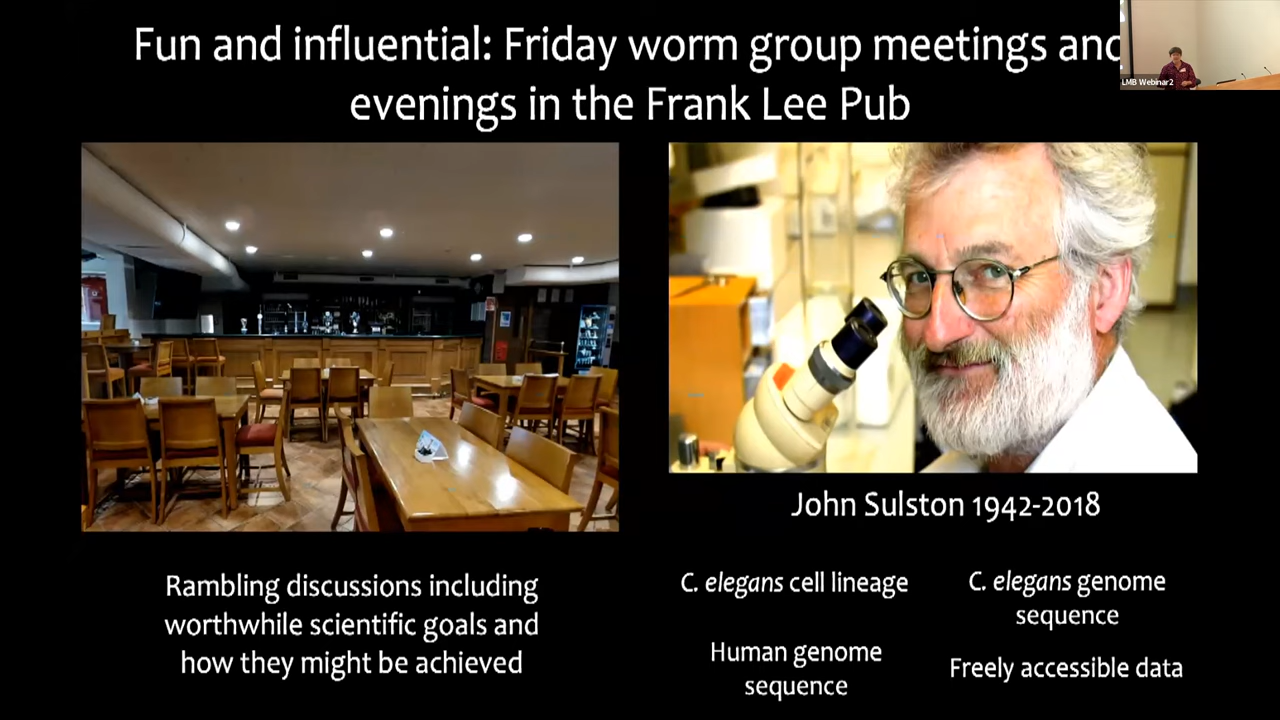 Fun and influential: Friday worm group meetings and
evenings in the Frank Lee Pub
LMB Webinar2
John Sulston 1942-2018
Rambling discussions including
worthwhile scientific goals and
how they might be achieved
C. elegans cell lineage
C. elegans genome
sequence
Human genome
sequence
Freely accessible data